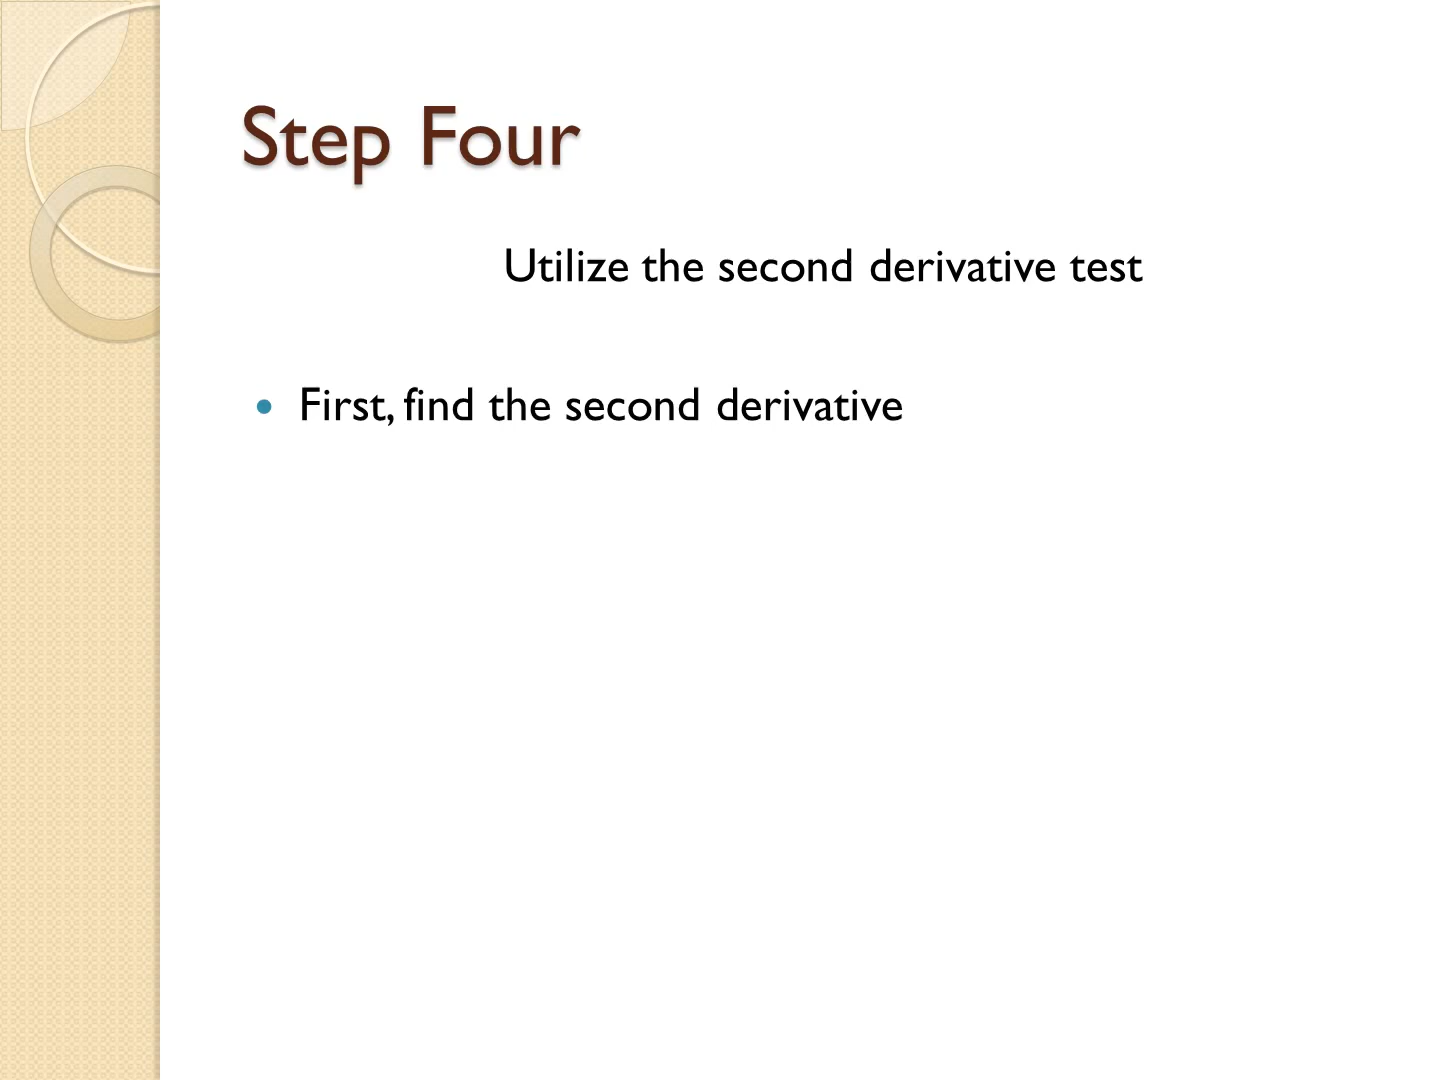 Step Four
Utilize the second derivative test
• First, find the second derivative